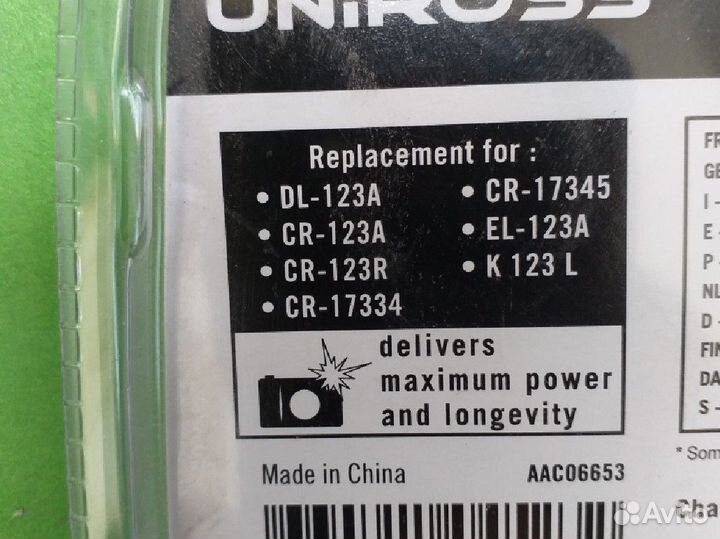 UNiROSS
Replacement for :
• DL-123A
• CR-123A
• CR-123R
• CR-17334
• CR-17345
• EL-123A
• K 123 L
delivers
maximum power
and longevity
Made in China
AAC06653
FR
GE
I -
E -
P -
NL
D -
FIN
DA
S -
* Som
Cha
Avito